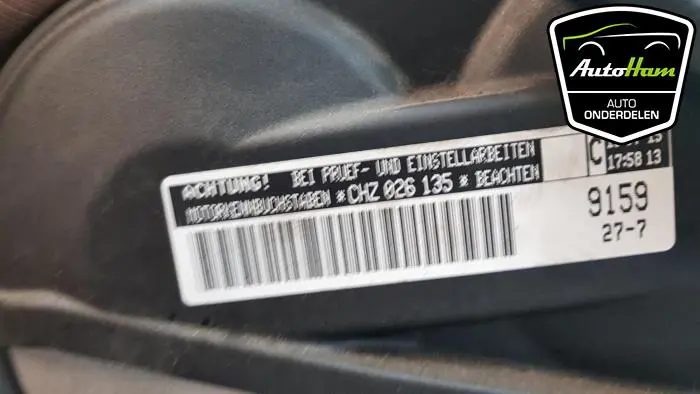 AutoHam
AUTO
ONDERDELEN
ACHTUNG! BEI PRUEF- UND EINSTELLARBEITEN
MOTORKENNBUCHSTABEN *CHZ 026 135 * BEACHTEN
C
17:58 13
9159
27-7